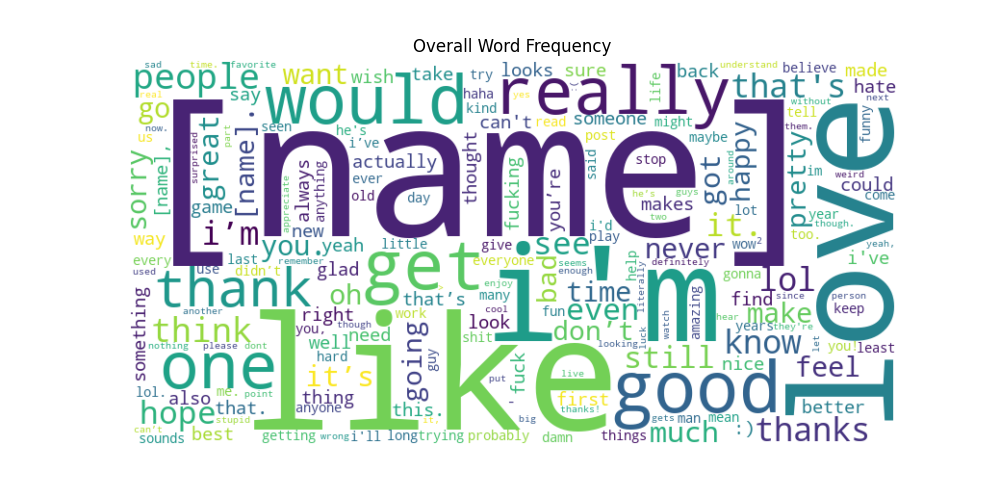 Overall Word Frequency
sad time. favorite
people want wish take try looks sure back understand believe made
real say would haha kind really yes :( life that's hate
go us now. seen he's i've can't read someone post might maybe without tell them. next
sorry [name], surprised great part [name]. [name] thought said stop got happy around pretty im funny weird love
game always anything actually ever old day fucking you're he's guys two makes lot year could come
way i'm new appreciate you. yeah little give i'd play see never it. wow² too. though. yeah, i've
every used last use didn't remember glad get everyone seems enough bad help definitely gonna lol
another thank oh that's many enjoy cool fun time literally i'm amazing find since person keep
something think right you, though work look shit even watch make years they're hear let you! least
nothing please dont well need going guy don't looking luck still know
one hard it's like fuck put live good nice feel
lol. also me. point thing anyone this. - first thanks! gets man mean better
hope that. stupid big :) thanks
can't sounds best getting wrong i'll long trying it. probably damn things much